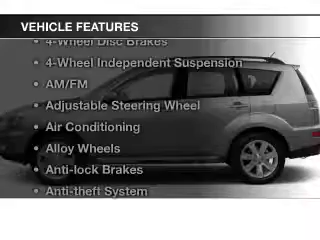 VEHICLE FEATURES
• 4-Wheel Disc Brakes
• 4-Wheel Independent Suspension
• AM/FM
• Adjustable Steering Wheel
• Air Conditioning
• Alloy Wheels
• Anti-lock Brakes
• Anti-theft System